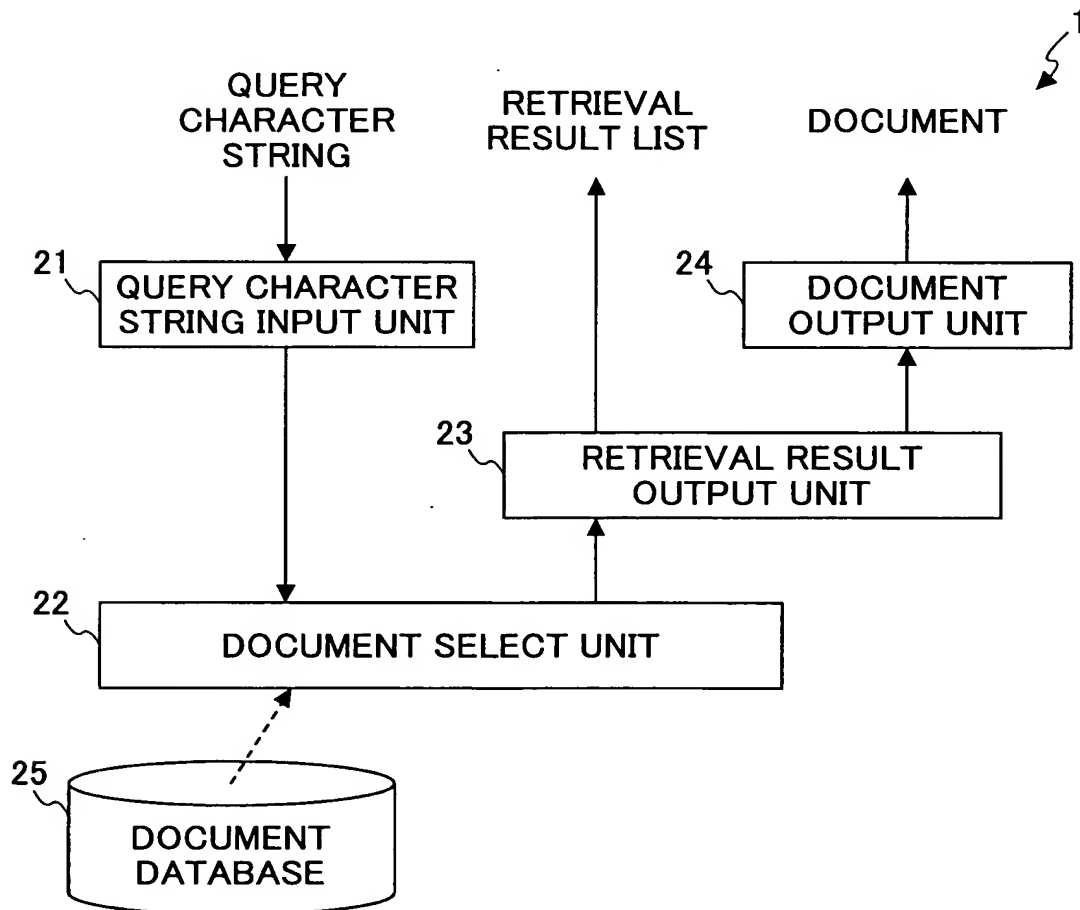 1
QUERY
CHARACTER
STRING
RETRIEVAL
RESULT LIST
DOCUMENT
21
QUERY CHARACTER
STRING INPUT UNIT
24
DOCUMENT
OUTPUT UNIT
23
RETRIEVAL RESULT
OUTPUT UNIT
22
DOCUMENT SELECT UNIT
25
DOCUMENT
DATABASE